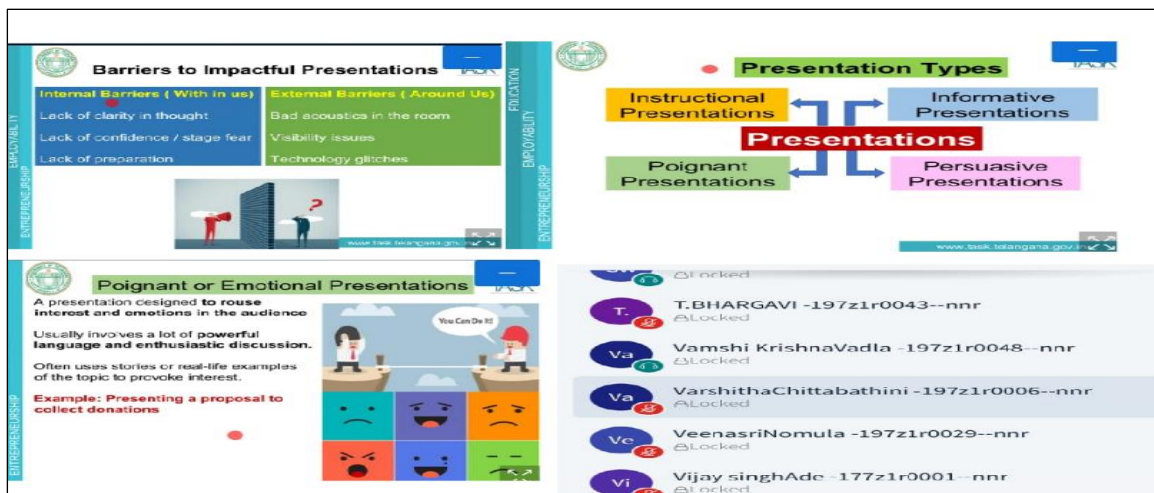 Barriers to Impactful Presentations
TASK
Internal Barriers ( With in us)
External Barriers ( Around Us)
Lack of clarity in thought
Bad acoustics in the room
Lack of confidence / stage fear
Visibility issues
Lack of preparation
Technology glitches
EMPLOYABILITY
ENTREPRENEURSHIP
?
www.task.telangana.gov.in
Presentation Types
Instructional
Presentations
Informative
Presentations
Presentations
Poignant
Presentations
Persuasive
Presentations
EDUCATION
EMPLOYABILITY
ENTREPRENEURSHIP
www.task.telangana.gov.in
Poignant or Emotional Presentations
TASK
A presentation designed to rouse
interest and emotions in the audience
Usually involves a lot of powerful
language and enthusiastic discussion.
Often uses stories or real-life examples
of the topic to provoke interest.
Example: Presenting a proposal to
collect donations
You Can Do It!
ENTREPRENEURSHIP
Locked
T.
T.BHARGAVI -197z1r0043--nnr
Locked
Va
Vamshi KrishnaVadla -197z1r0048--nnr
Locked
Va
VarshithaChittabathini -197z1r0006--nnr
Locked
Ve
VeenasriNomula -197z1r0029--nnr
Locked
Vi
Vijay singhAde -177z1r0001--nnr
Locked